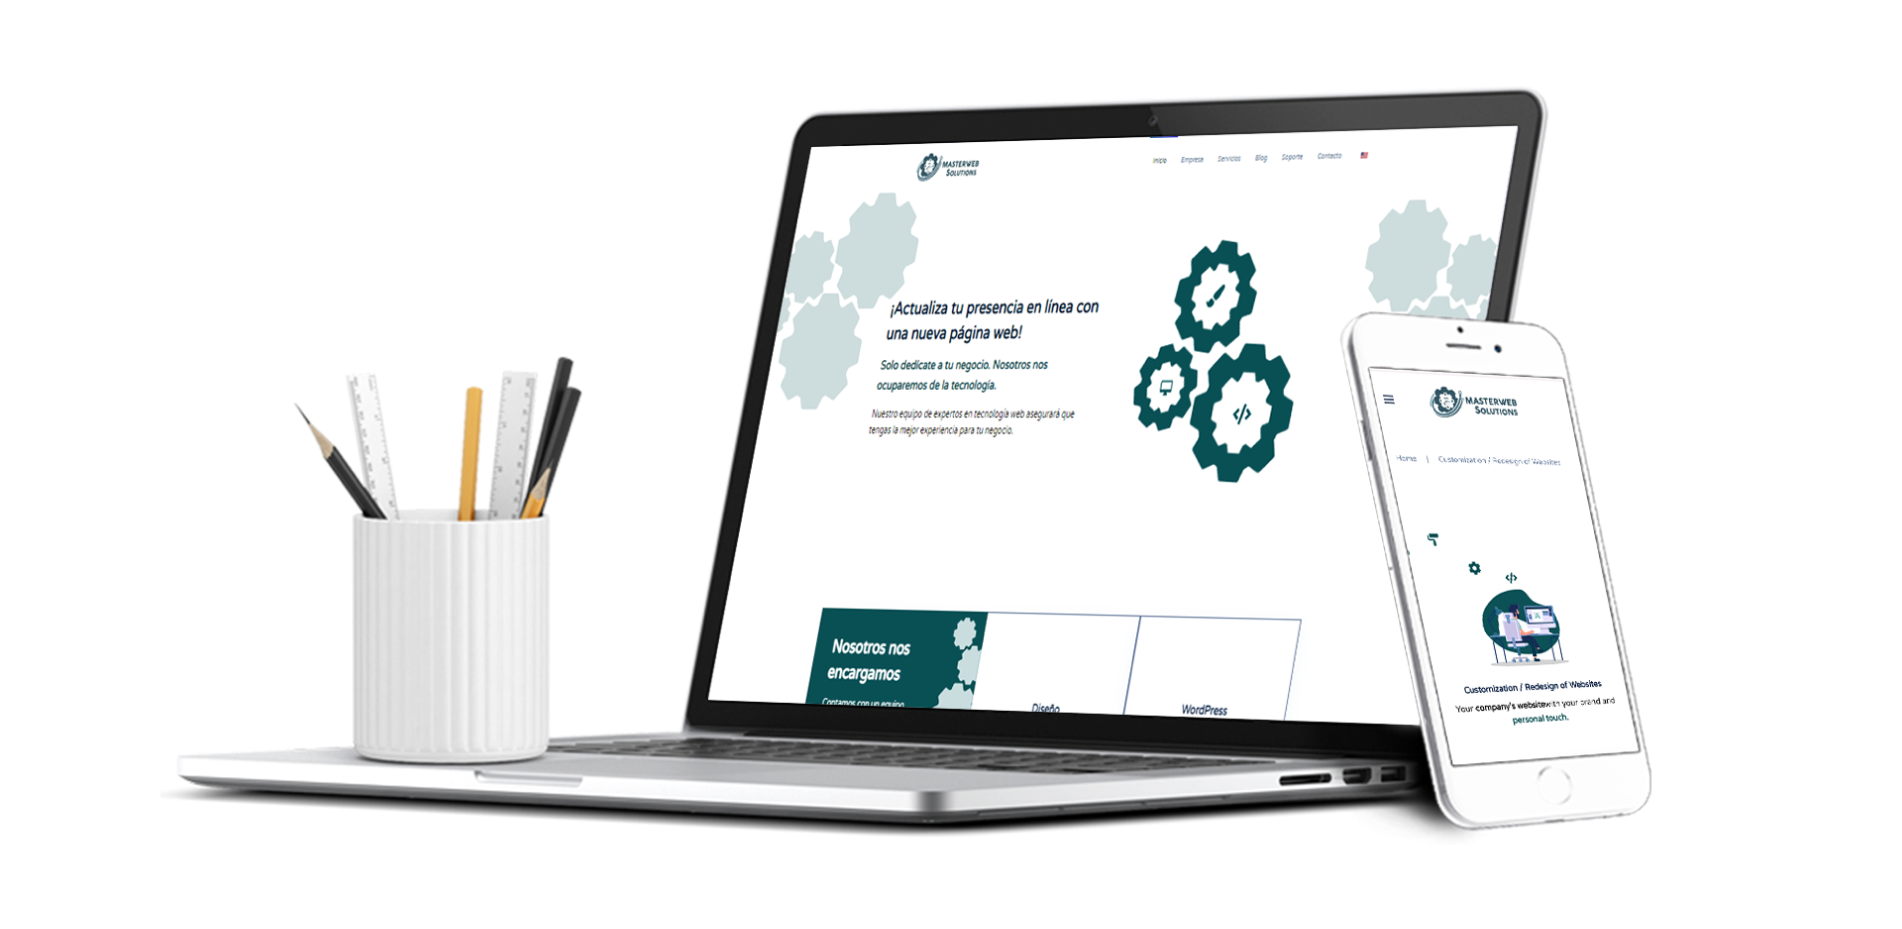 MASTERWEB
SOLUTIONS
Inicio Empresa Servicios Blog Soporte Contacto
¡Actualiza tu presencia en línea con
una nueva página web!
Solo dedícate a tu negocio. Nosotros nos
ocuparemos de la tecnología.
Nuestro equipo de expertos en tecnología web asegurará que
tengas la mejor experiencia para tu negocio.
Nosotros nos
encargamos
Contamos con un equipo
Diseño
WordPress
MASTERWEB
SOLUTIONS
Home | Customization / Redesign of Websites
Customization / Redesign of Websites
Your company's website with your brand and
personal touch.